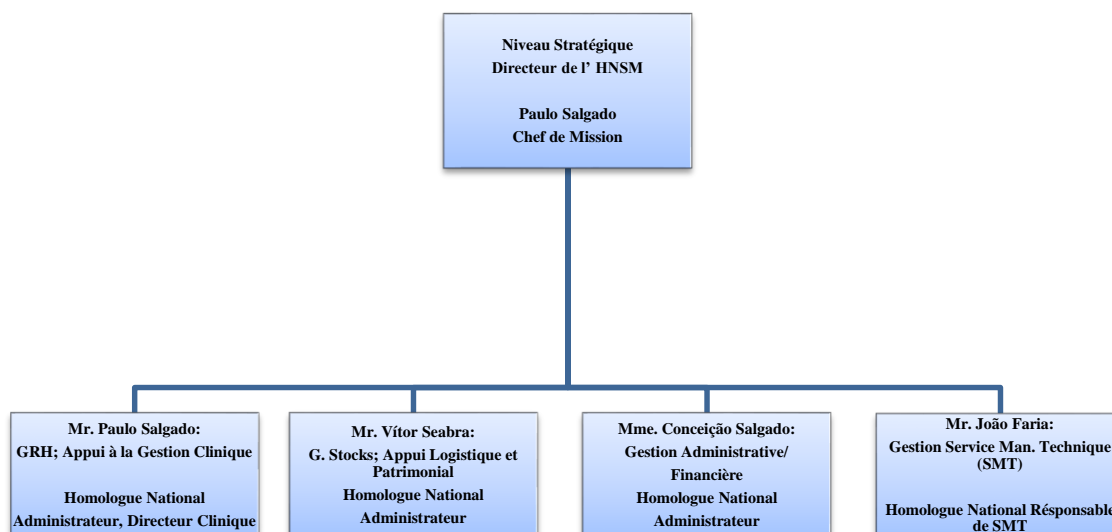 Niveau Stratégique
Directeur de l’ HNSM
Paulo Salgado
Chef de Mission
Mr. Paulo Salgado:
GRH; Appui à la Gestion Clinique
Homologue National
Administrateur, Directeur Clinique
Mr. Vítor Seabra:
G. Stocks; Appui Logistique et
Patrimonial
Homologue National
Administrateur
Mme. Conceição Salgado:
Gestion Administrative/
Financière
Homologue National
Administrateur
Mr. João Faria:
Gestion Service Man. Technique
(SMT)
Homologue National Résponsable
de SMT